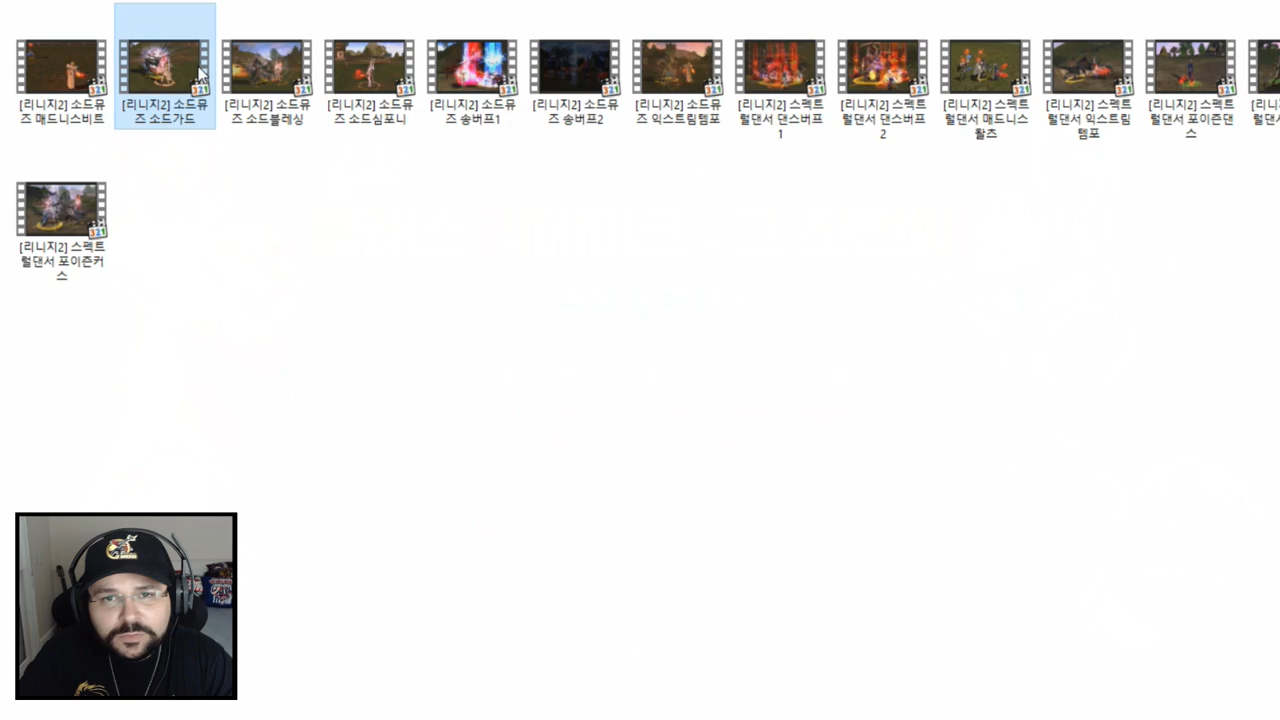 [리니지2] 소드뮤
즈 매드니스비트
[리니지2] 소드뮤
즈 소드가드
[리니지2] 소드뮤
즈 소드블레싱
[리니지2] 소드뮤
즈 소드심포니
[리니지2] 소드뮤
즈 송버프1
[리니지2] 소드뮤
즈 송버프2
[리니지2] 소드뮤
즈 익스트림템포
[리니지2] 스펙트
럴댄서 댄스버프
1
[리니지2] 스펙트
럴댄서 댄스버프
2
[리니지2] 스펙트
럴댄서 매드니스
왈츠
[리니지2] 스펙트
럴댄서 익스트림
템포
[리니지2] 스펙트
럴댄서 포이즌댄
스
[리니
럴댄서
[리니지2] 스펙트
럴댄서 포이즌커
스